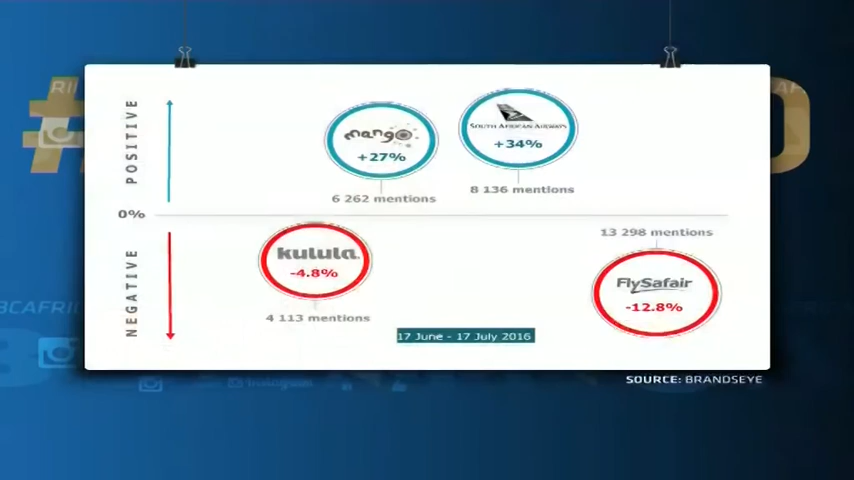 POSITIVE
mango
+27%
6 262 mentions
SOUTH AFRICAN AIRWAYS
+34%
8 136 mentions
0%
NEGATIVE
kulula.
-4.8%
4 113 mentions
13 298 mentions
FlySafair
-12.8%
17 June - 17 July 2016
SOURCE: BRANDSEYE
#